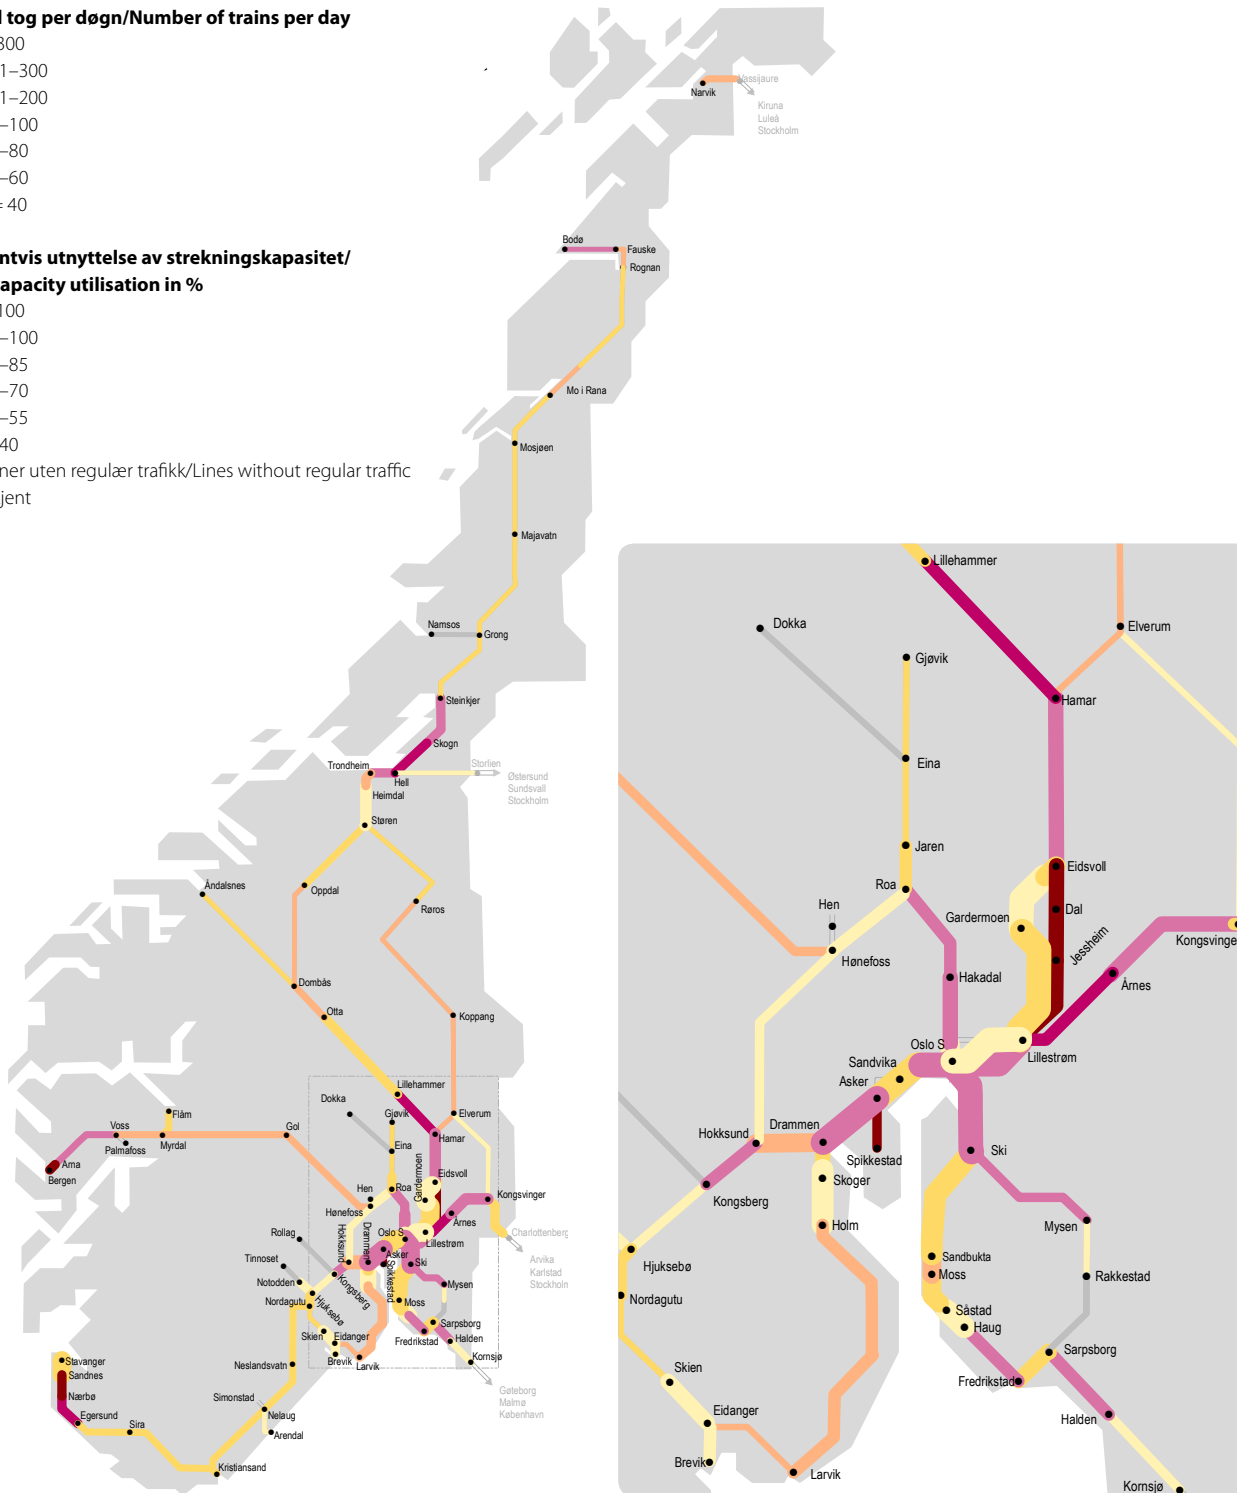 l tog per døgn/Number of trains per day
300
1–300
1–200
–100
–80
–60
= 40
ntvis utnyttelse av strekningskapasitet/
apacity utilisation in %
100
–100
–85
–70
–55
40
ner uten regulær trafikk/Lines without regular traffic
jent
Vassijaure
Narvik
Kiruna
Luleå
Stockholm
Bodø
Fauske
Rognan
Mo i Rana
Mosjøen
Majavatn
Namsos
Grong
Steinkjer
Skogn
Trondheim
Hell
Storlien
Østersund
Sundsvall
Stockholm
Heimdal
Støren
Oppdal
Åndalsnes
Røros
Dombås
Otta
Koppang
Lillehammer
Dokka
Gjøvik
Elverum
Flåm
Voss
Palmafoss
Myrdal
Gol
Eina
Hamar
Arna
Bergen
Gardermoen
Eidsvoll
Hen
Roa
Hønefoss
Kongsvinger
Årnes
Rollag
Hokksund
Drammen
Oslo S
Lillestrøm
Charlottenberg
Asker
Spikkestad
Ski
Arvika
Karlstad
Stockholm
Tinnoset
Notodden
Kongsberg
Mysen
Nordagutu
Hjuksebø
Moss
Skien
Eidanger
Sarpsborg
Fredrikstad
Halden
Brevik
Larvik
Kornsjø
Stavanger
Sandnes
Neslandsvatn
Nærbø
Gøteborg
Malmø
København
Simonstad
Egersund
Sira
Nelaug
Arendal
Kristiansand
Lillehammer
Dokka
Elverum
Gjøvik
Hamar
Eina
Jaren
Eidsvoll
Roa
Hen
Gardermoen
Dal
Jessheim
Kongsvinge
Hønefoss
Hakadal
Årnes
Oslo S
Sandvika
Lillestrøm
Asker
Drammen
Hokksund
Spikkestad
Ski
Skoger
Kongsberg
Holm
Mysen
Hjuksebø
Sandbukta
Moss
Rakkestad
Nordagutu
Såstad
Haug
Skien
Sarpsborg
Fredrikstad
Eidanger
Halden
Brevik
Larvik
Kornsjø